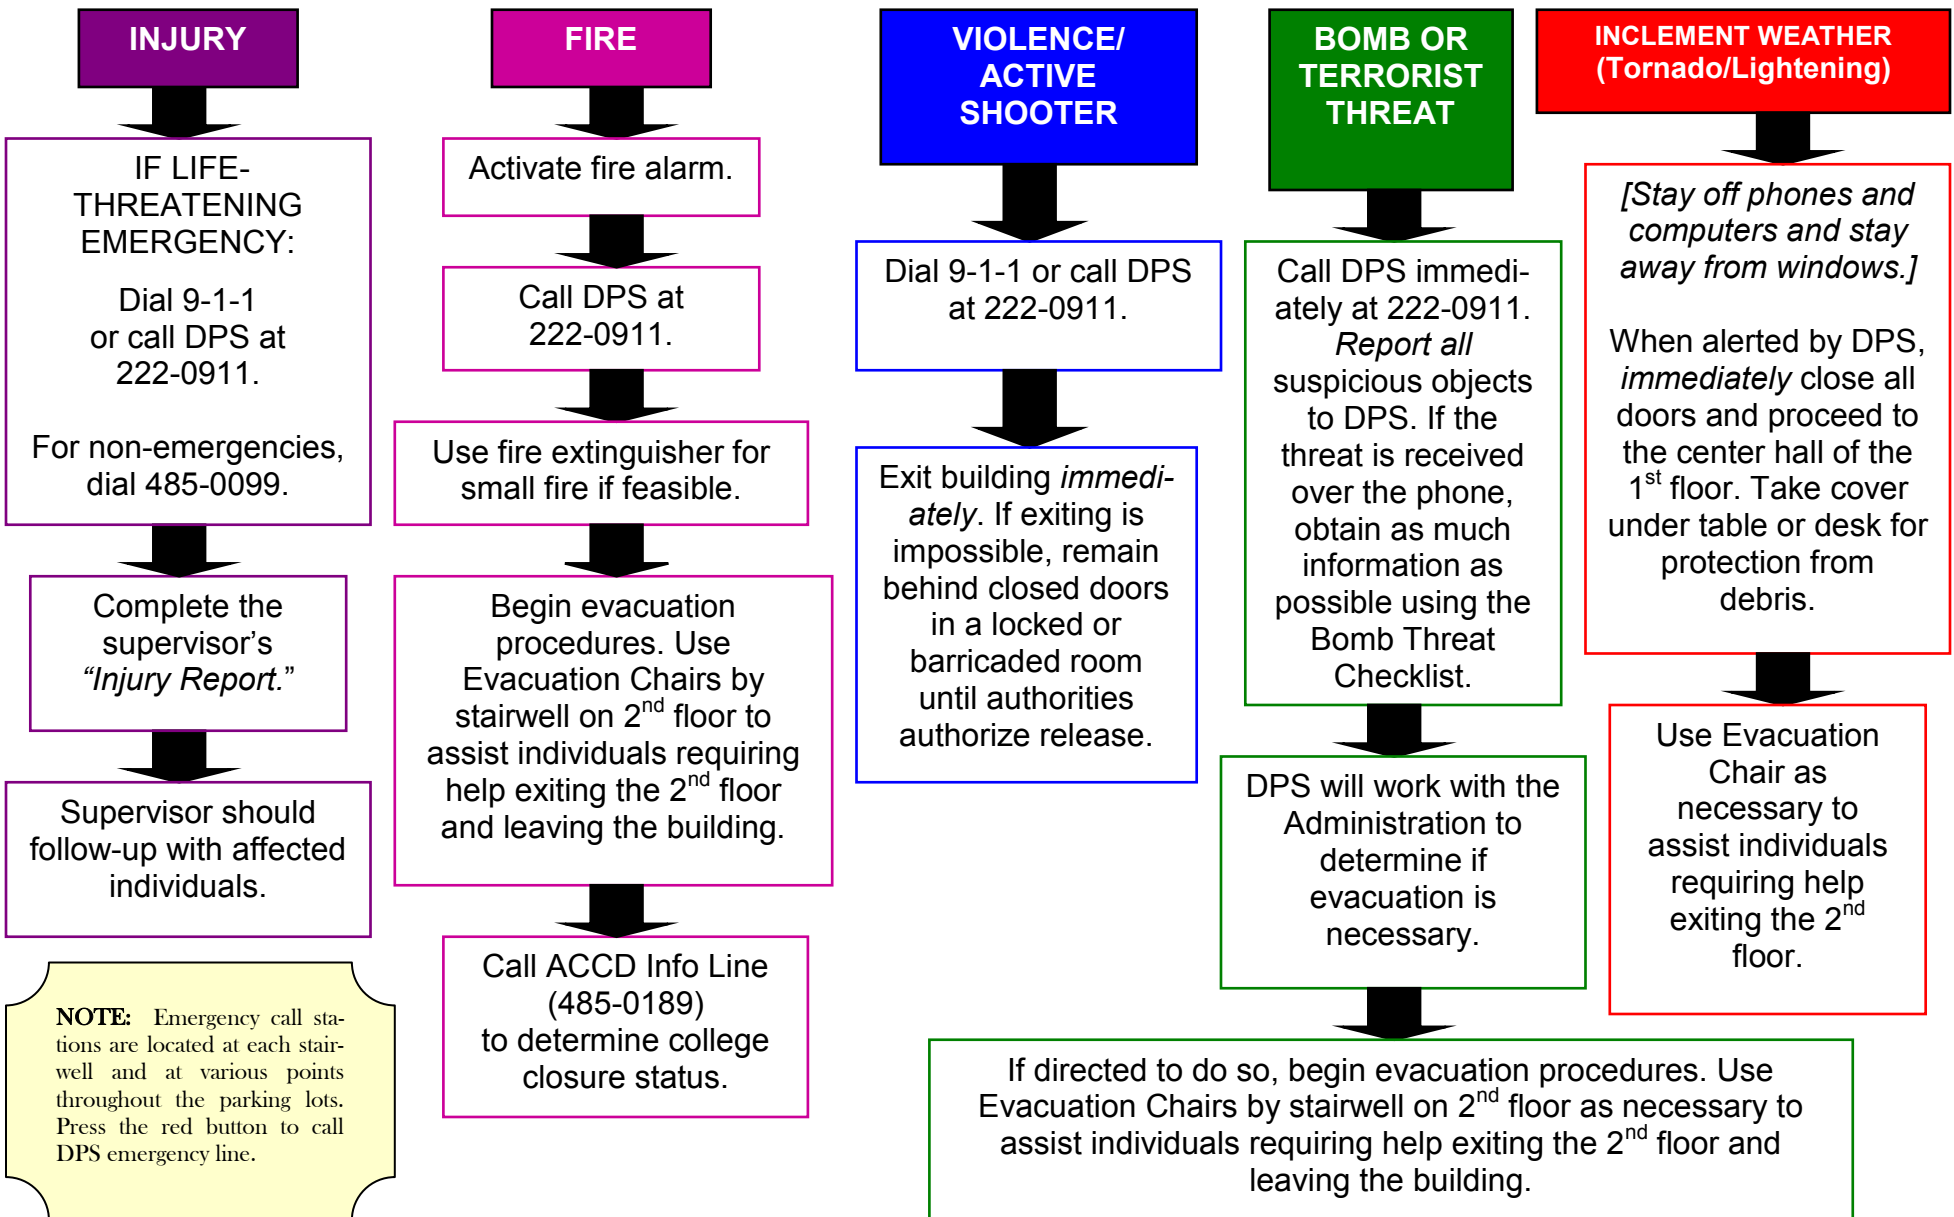 INJURY
IF LIFE-
THREATENING
EMERGENCY:
Dial 9-1-1
or call DPS at
222-0911.
For non-emergencies,
dial 485-0099.
Complete the
supervisor’s
“Injury Report.”
Supervisor should
follow-up with affected
individuals.
NOTE: Emergency call sta-
tions are located at each stair-
well and at various points
throughout the parking lots.
Press the red button to call
DPS emergency line.
FIRE
Activate fire alarm.
Call DPS at
222-0911.
Use fire extinguisher for
small fire if feasible.
Begin evacuation
procedures. Use
Evacuation Chairs by
stairwell on 2nd floor to
assist individuals requiring
help exiting the 2nd floor
and leaving the building.
Call ACCD Info Line
(485-0189)
to determine college
closure status.
VIOLENCE/
ACTIVE
SHOOTER
Dial 9-1-1 or call DPS
at 222-0911.
Exit building immedi-
ately. If exiting is
impossible, remain
behind closed doors
in a locked or
barricaded room
until authorities
authorize release.
BOMB OR
TERRORIST
THREAT
Call DPS immedi-
ately at 222-0911.
Report all
suspicious objects
to DPS. If the
threat is received
over the phone,
obtain as much
information as
possible using the
Bomb Threat
Checklist.
DPS will work with the
Administration to
determine if
evacuation is
necessary.
If directed to do so, begin evacuation procedures. Use
Evacuation Chairs by stairwell on 2nd floor as necessary to
assist individuals requiring help exiting the 2nd floor and
leaving the building.
INCLEMENT WEATHER
(Tornado/Lightening)
[Stay off phones and
computers and stay
away from windows.]
When alerted by DPS,
immediately close all
doors and proceed to
the center hall of the
1st floor. Take cover
under table or desk for
protection from
debris.
Use Evacuation
Chair as
necessary to
assist individuals
requiring help
exiting the 2nd
floor.